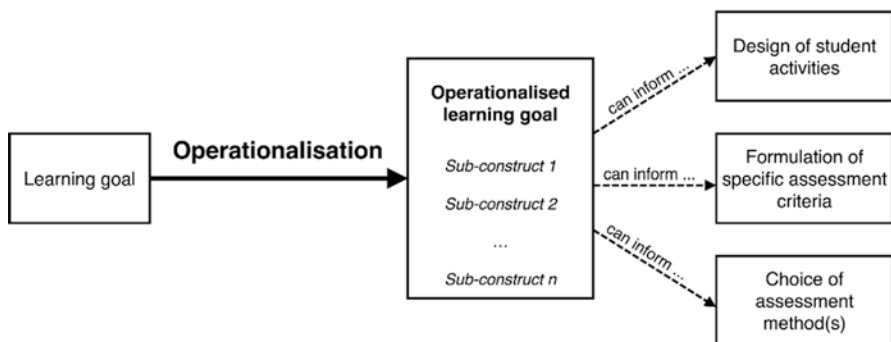 Learning goal
Operationalisation
Operationalised
learning goal
Sub-construct 1
Sub-construct 2
...
Sub-construct n
can inform ...
can inform ...
can inform ...
Design of student
activities
Formulation of
specific assessment
criteria
Choice of
assessment
method(s)